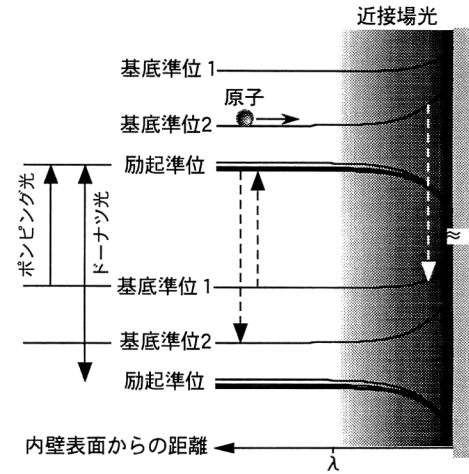 近接場光
基底準位1
原子
基底準位2
励起準位
ポンピング光
ドーナツ光
≈
基底準位1
基底準位2
励起準位
内壁表面からの距離
λ